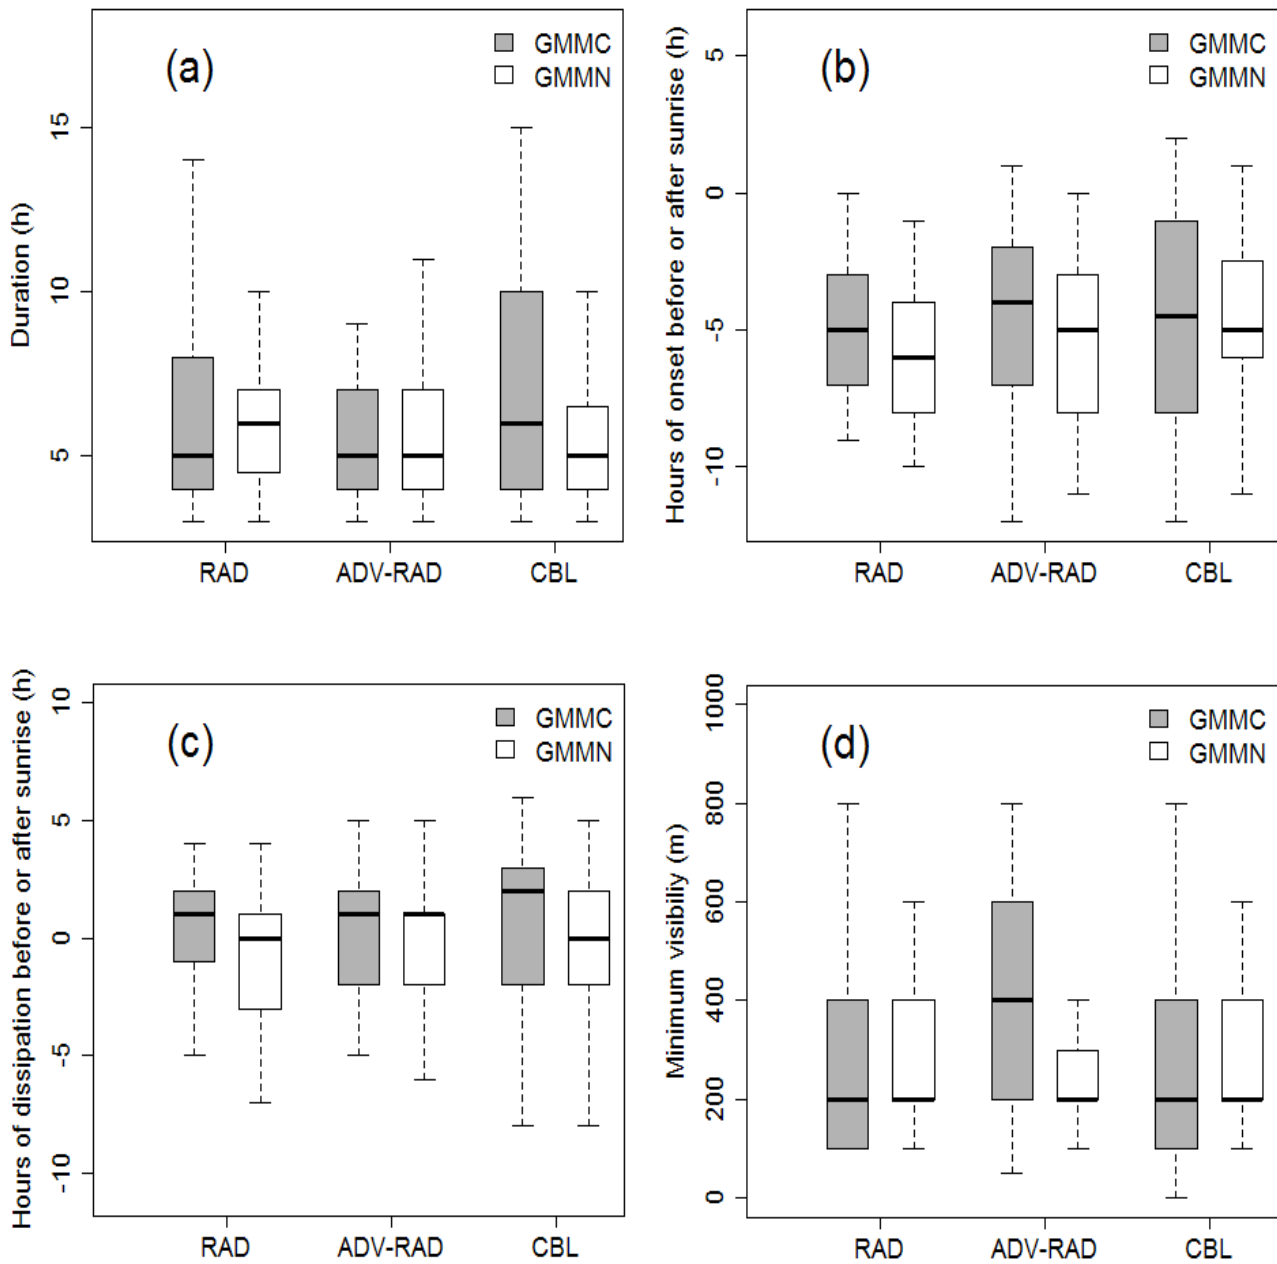 (a)
GMMC
GMMN
Duration (h)
15
10
5
RAD
ADV-RAD
CBL
(b)
GMMC
GMMN
Hours of onset before or after sunrise (h)
5
0
-5
-10
RAD
ADV-RAD
CBL
(c)
GMMC
GMMN
Hours of dissipation before or after sunrise (h)
10
5
0
-5
-10
RAD
ADV-RAD
CBL
(d)
GMMC
GMMN
Minimum visibiliy (m)
1000
800
600
400
200
0
RAD
ADV-RAD
CBL